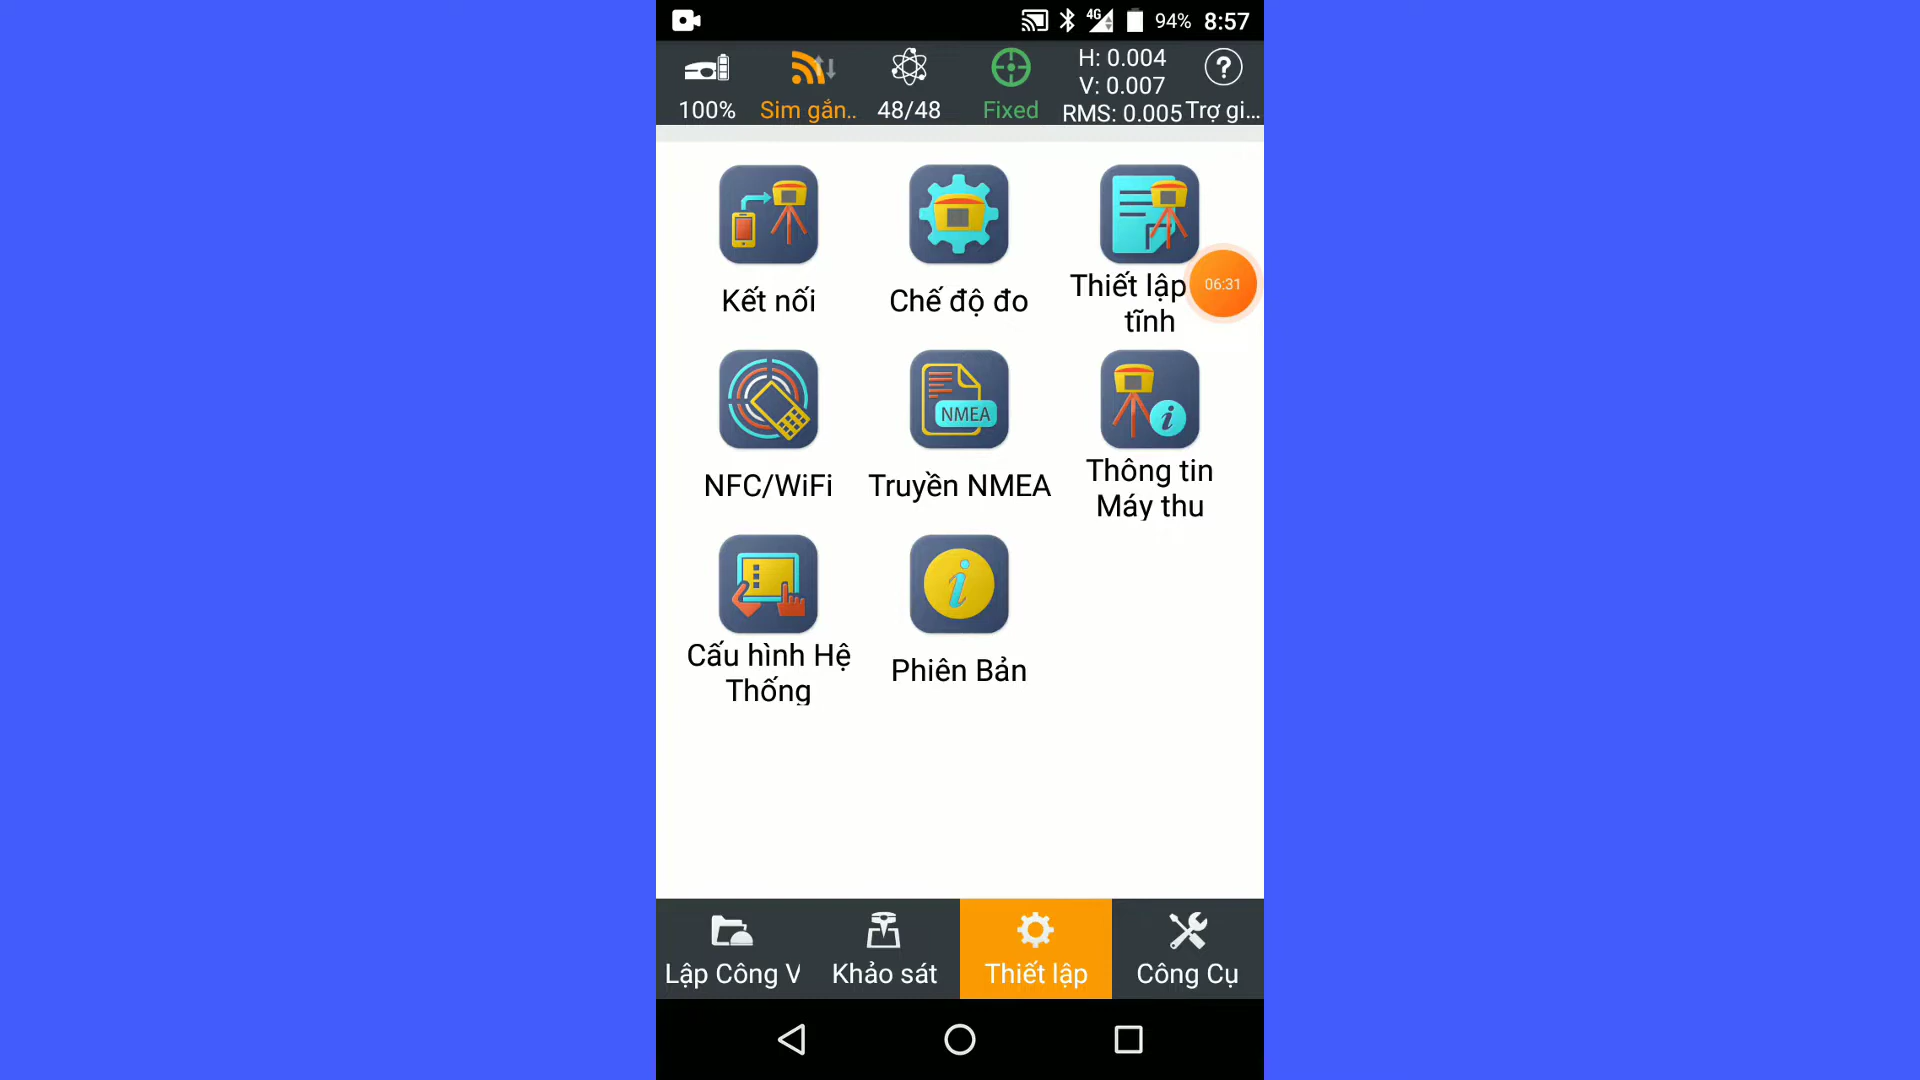 94% 8:57
4G
H: 0.004
V: 0.007
RMS: 0.005
100% Sim gắn.. 48/48 Fixed Trợ gi...
Kết nối
Chế độ đo
Thiết lập
tĩnh
06:31
NMEA
NFC/WiFi
Truyền NMEA
Thông tin
Máy thu
Cấu hình Hệ
Thống
Phiên Bản
Lập Công V
Khảo sát
Thiết lập
Công Cụ